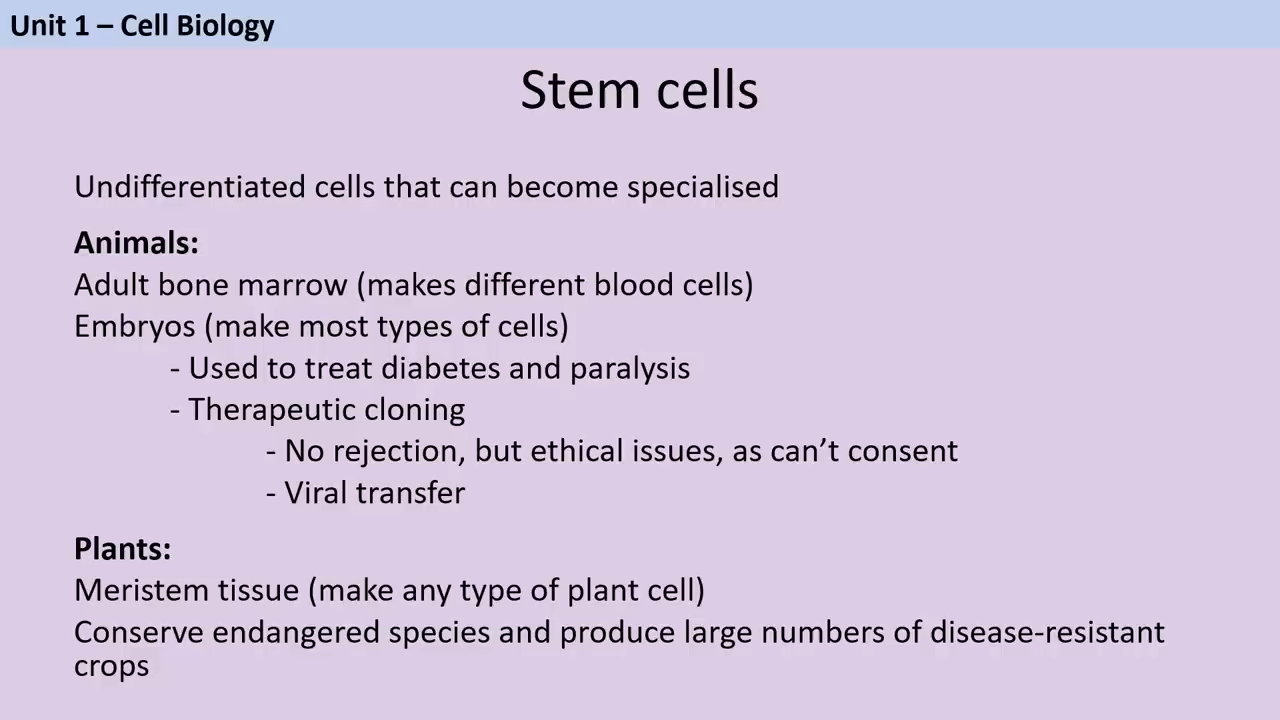 Unit 1 – Cell Biology
Stem cells
Undifferentiated cells that can become specialised
Animals:
Adult bone marrow (makes different blood cells)
Embryos (make most types of cells)
- Used to treat diabetes and paralysis
- Therapeutic cloning
- No rejection, but ethical issues, as can’t consent
- Viral transfer
Plants:
Meristem tissue (make any type of plant cell)
Conserve endangered species and produce large numbers of disease-resistant
crops